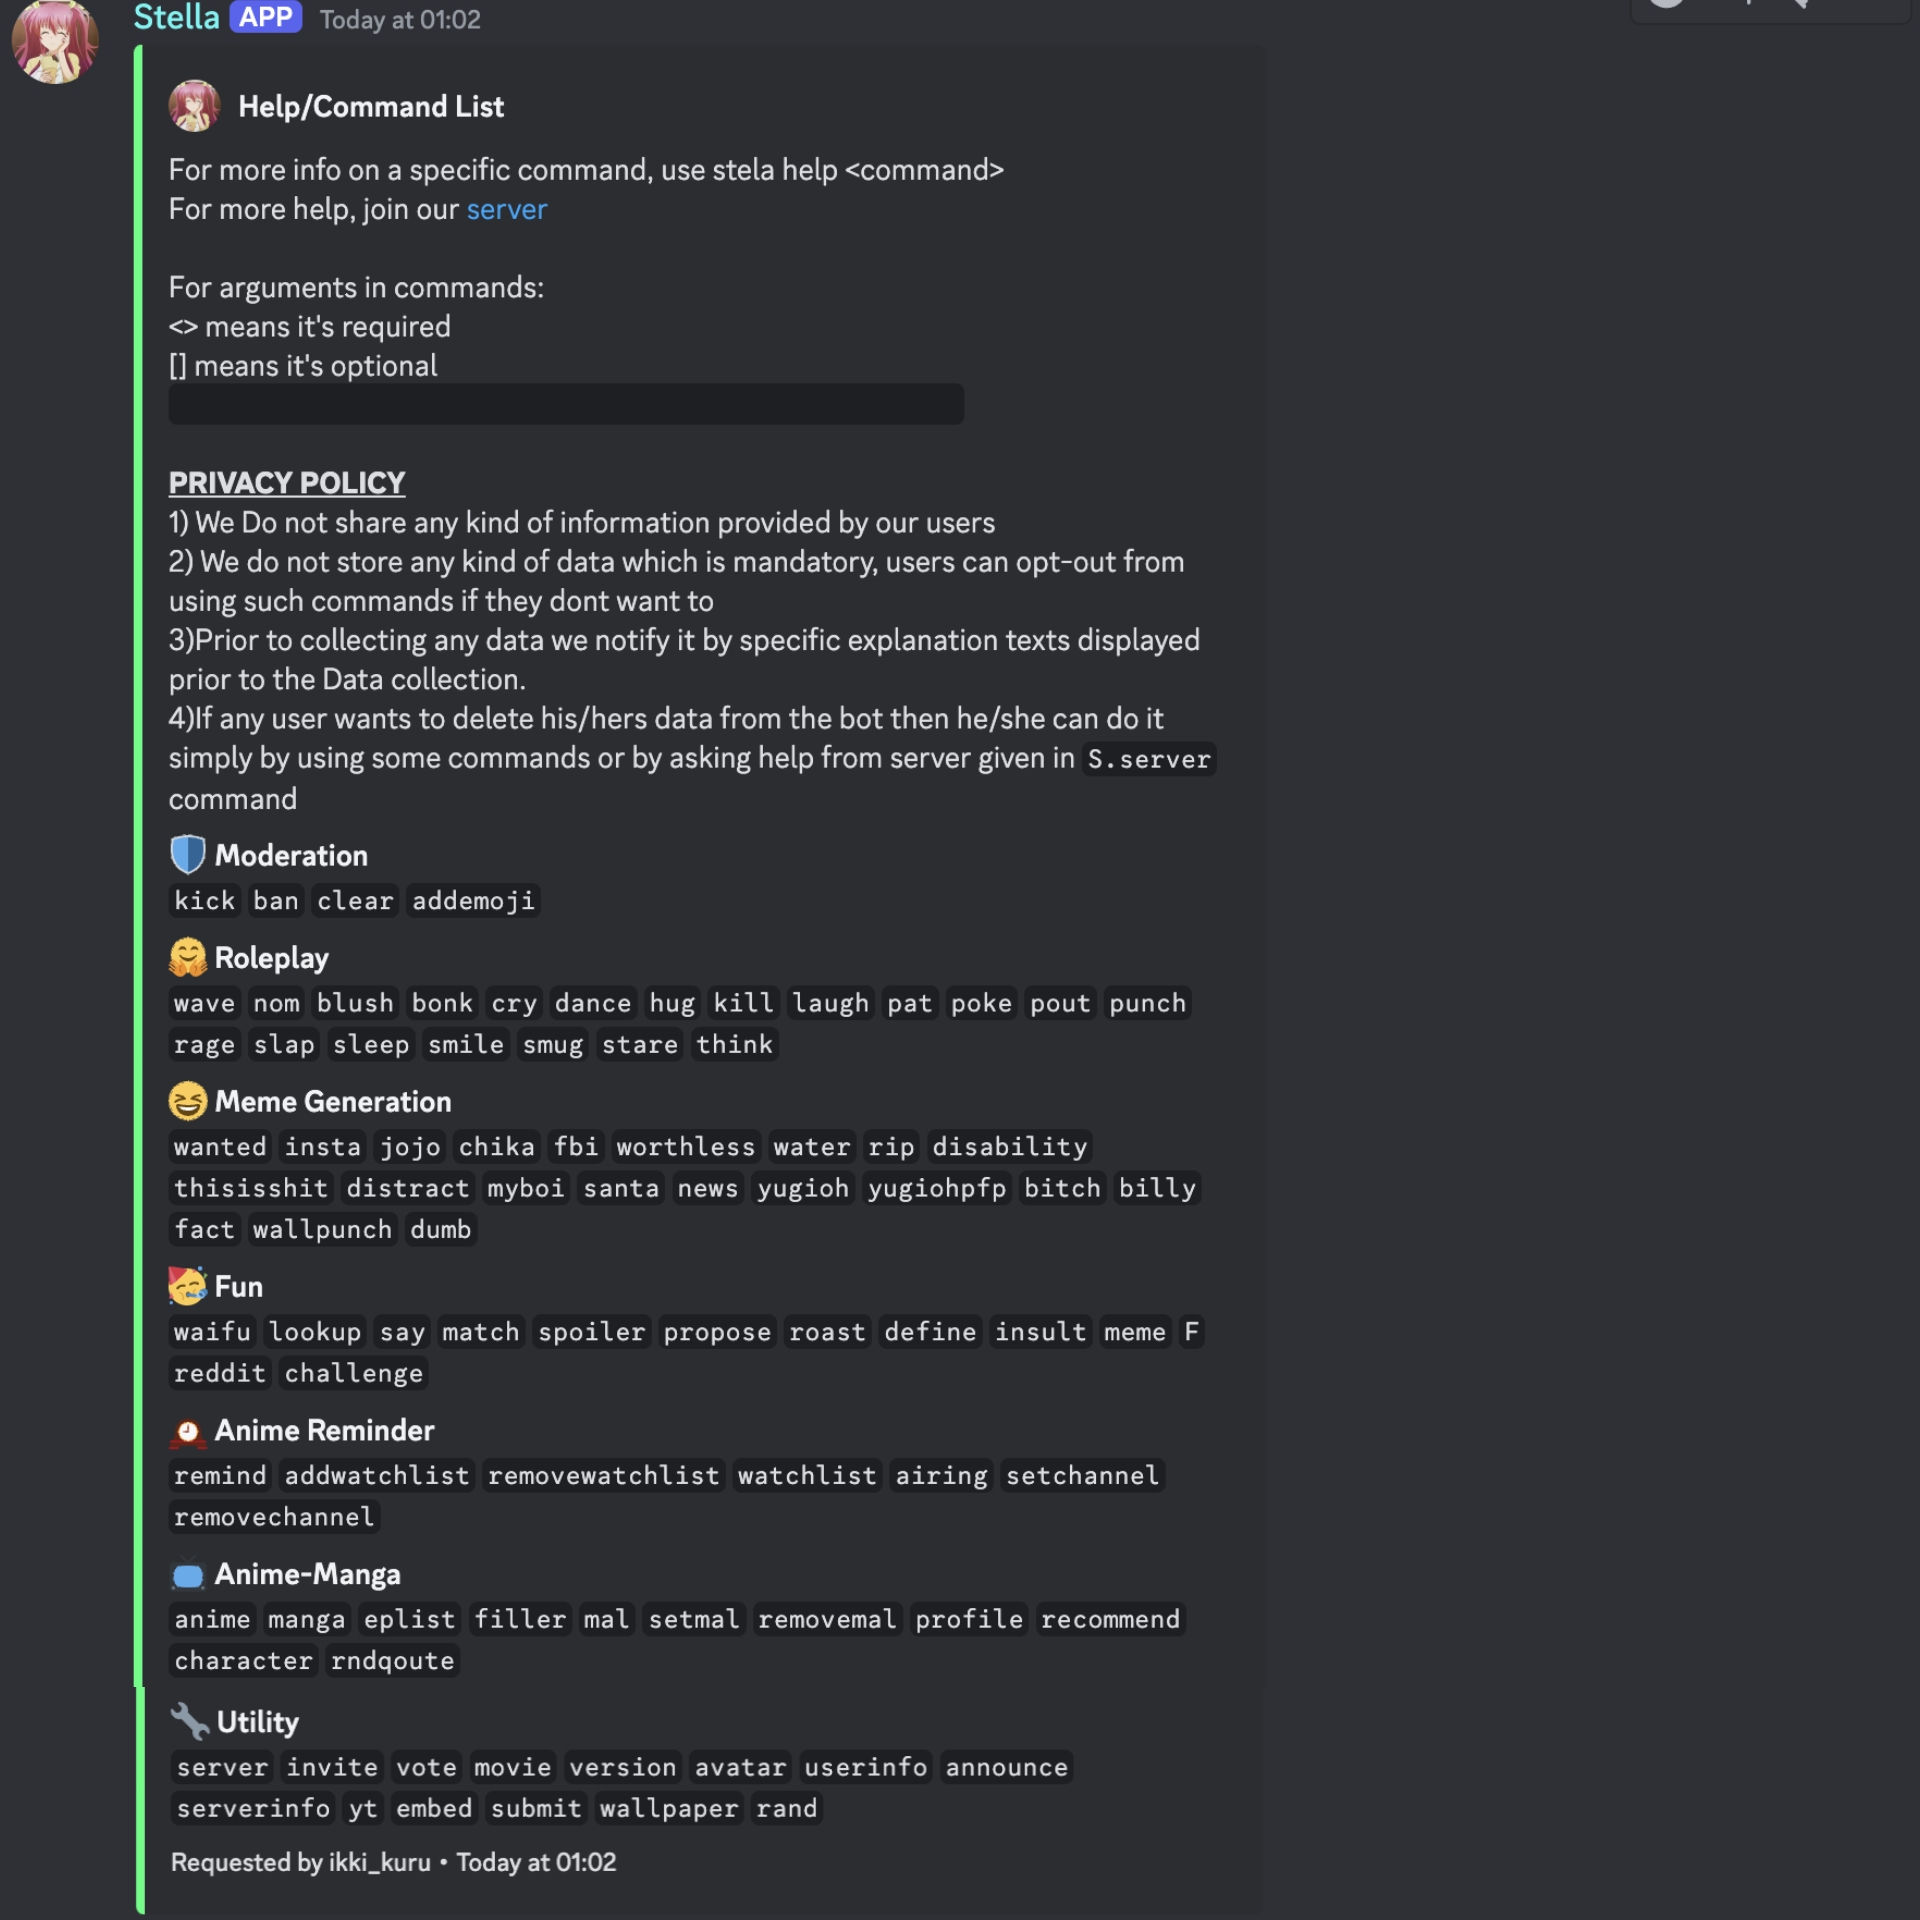 Stella APP Today at 01:02
Help/Command List
For more info on a specific command, use stela help <command>
For more help, join our server
For arguments in commands:
<> means it's required
[] means it's optional
PRIVACY POLICY
1) We Do not share any kind of information provided by our users
2) We do not store any kind of data which is mandatory, users can opt-out from
using such commands if they dont want to
3)Prior to collecting any data we notify it by specific explanation texts displayed
prior to the Data collection.
4)If any user wants to delete his/hers data from the bot then he/she can do it
simply by using some commands or by asking help from server given in S.server
command
Moderation
kick ban clear addemoji
Roleplay
wave nom blush bonk cry dance hug kill laugh pat poke pout punch
rage slap sleep smile smug stare think
Meme Generation
wanted insta jojo chika fbi worthless water rip disability
thisisshit distract myboi santa news yugioh yugiohpfp bitch billy
fact wallpunch dumb
Fun
waifu lookup say match spoiler propose roast define insult meme F
reddit challenge
Anime Reminder
remind addwatchlist removewatchlist watchlist airing setchannel
removechannel
Anime-Manga
anime manga eplist filler mal setmal removemal profile recommend
character rndqoute
Utility
server invite vote movie version avatar userinfo announce
serverinfo yt embed submit wallpaper rand
Requested by ikki_kuru • Today at 01:02